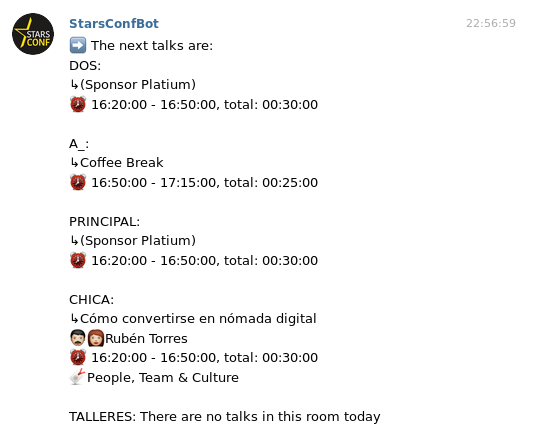 STARS
CONF
StarsConfBot
22:56:59
➡️ The next talks are:
DOS:
↳(Sponsor Platium)
⏰ 16:20:00 - 16:50:00, total: 00:30:00
A_:
↳Coffee Break
⏰ 16:50:00 - 17:15:00, total: 00:25:00
PRINCIPAL:
↳(Sponsor Platium)
⏰ 16:20:00 - 16:50:00, total: 00:30:00
CHICA:
↳Cómo convertirse en nómada digital
👨👩Rubén Torres
⏰ 16:20:00 - 16:50:00, total: 00:30:00
People, Team & Culture
TALLERES: There are no talks in this room today